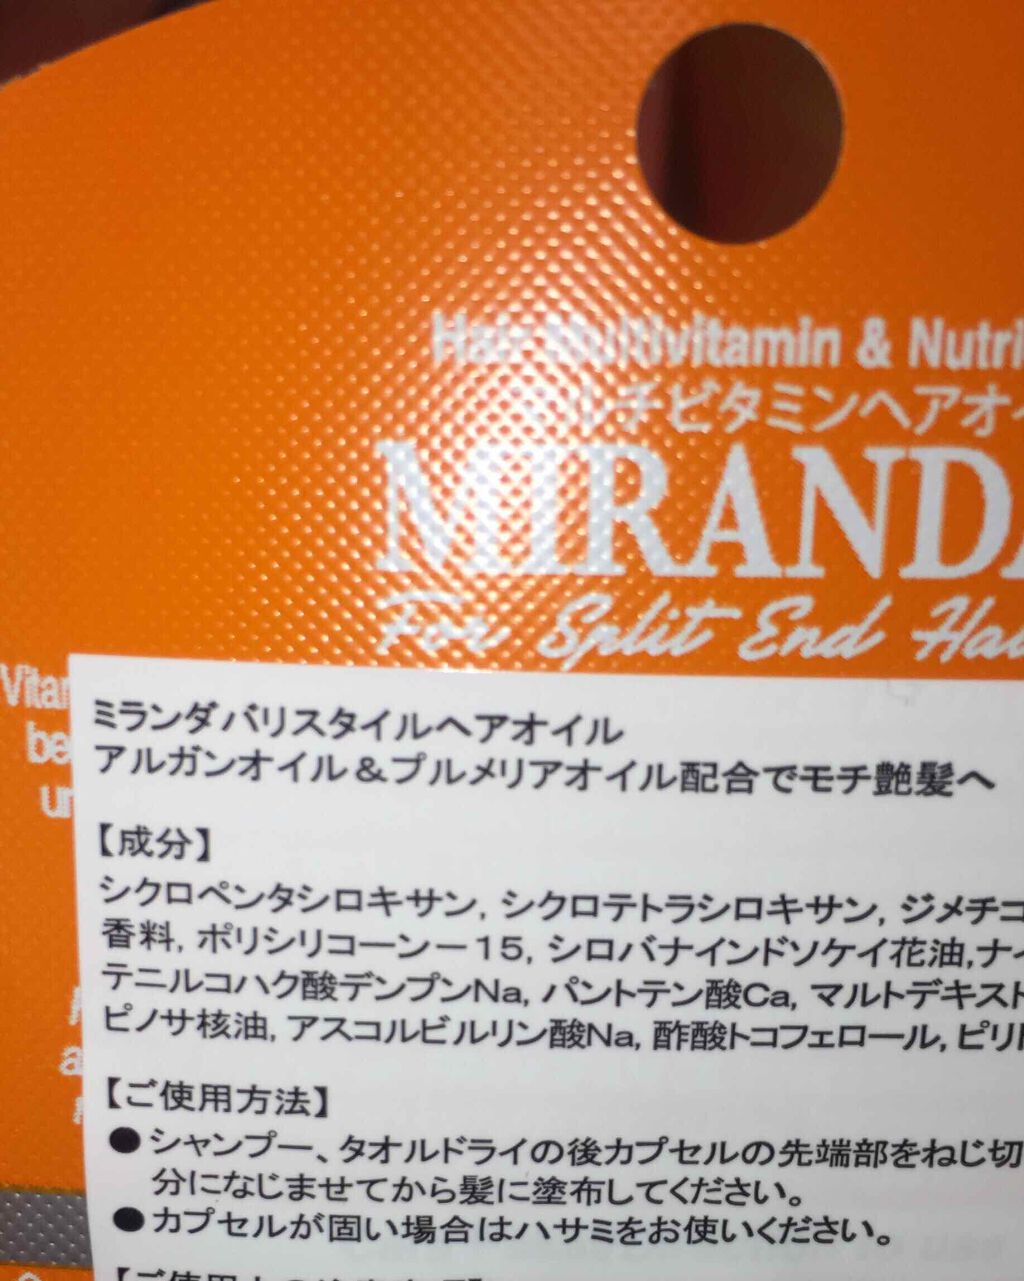 Hair Multivitamin & Nutri
ルチビタミンヘアオイ
MIRANDA
For Split End Hai
Vitam
be
un
ミランダバリスタイルヘアオイル
アルガンオイル&プルメリアオイル配合でモチ艶髪へ
【成分】
シクロペンタシロキサン, シクロテトラシロキサン, ジメチコ
香料, ポリシリコーン－15, シロバナインドソケイ花油,ナイ
テニルコハク酸デンプンNa, パントテン酸Ca, マルトデキスト
ピノサ核油, アスコルビルリン酸Na, 酢酸トコフェロール, ピリ
a
【ご使用方法】
●シャンプー、タオルドライの後カプセルの先端部をねじ切
分になじませてから髪に塗布してください。
●カプセルが固い場合はハサミをお使いください。